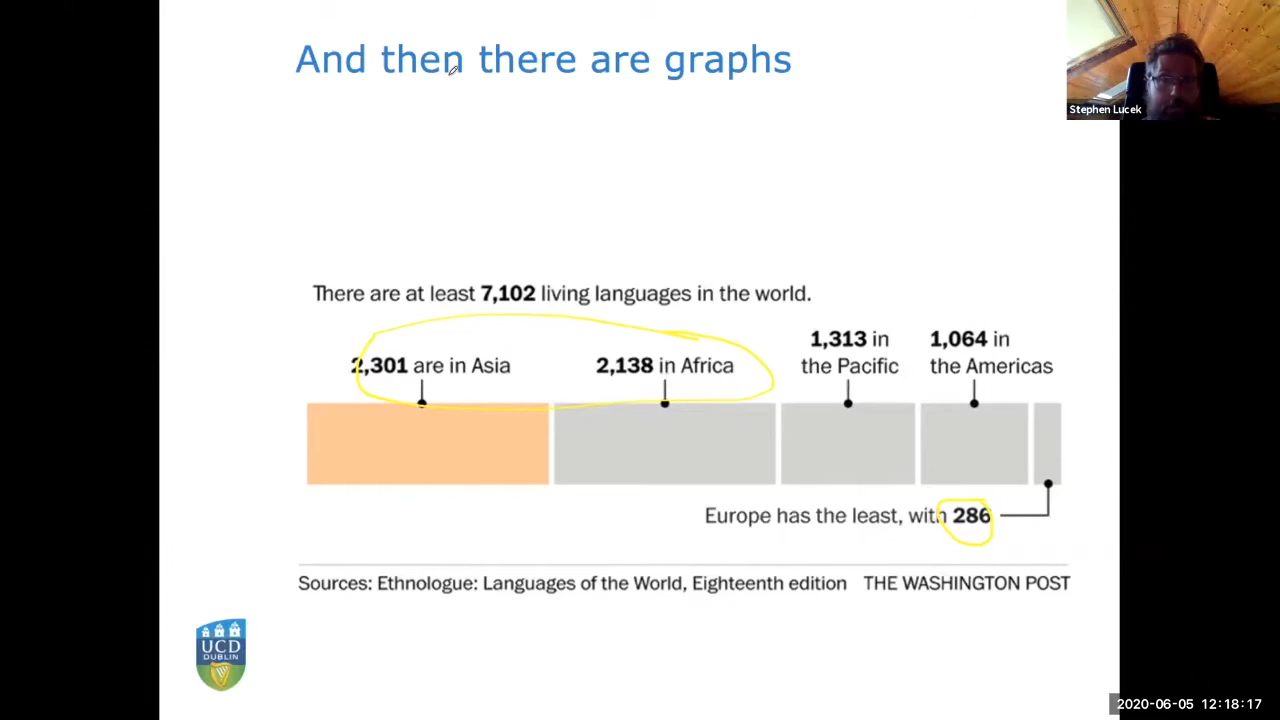 And then there are graphs
Stephen Lucek
There are at least 7,102 living languages in the world.
2,301 are in Asia
2,138 in Africa
1,313 in
the Pacific
1,064 in
the Americas
Europe has the least, with 286
Sources: Ethnologue: Languages of the World, Eighteenth edition THE WASHINGTON POST
UCD
DUBLIN
2020-06-05 12:18:17